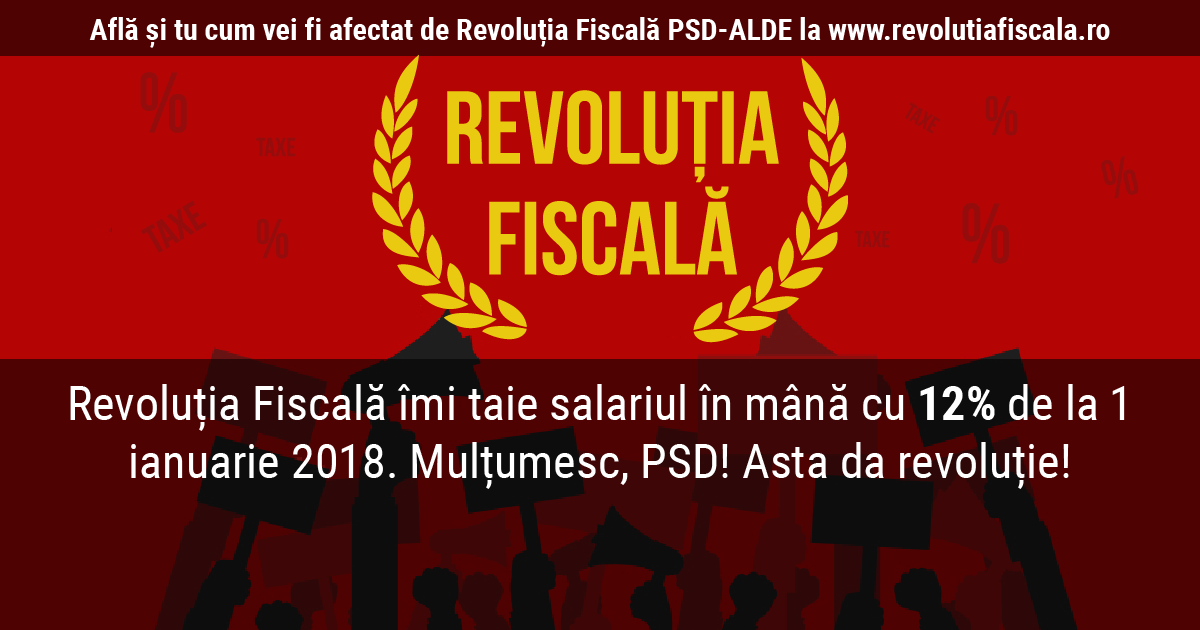 Află și tu cum vei fi afectat de Revoluția Fiscală PSD-ALDE la www.revolutiafiscala.ro
%
TAXE
%
TAXE
%
REVOLUȚIA
FISCALĂ
TAXE
%
%
TAXE
%
Revoluția Fiscală îmi taie salariul în mână cu 12% de la 1
ianuarie 2018. Mulțumesc, PSD! Asta da revoluție!